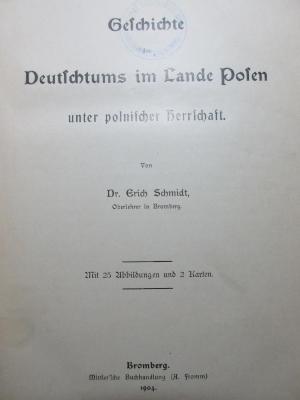 Geschichte
des
Deutschtums im Lande Posen
unter polnischer Herrschaft.
Von
Dr. Erich Schmidt,
Oberlehrer in Bromberg.
Mit 25 Abbildungen und 2 Karten.
Bromberg.
Mittler'sche Buchhandlung (A. Fromm)
1904.